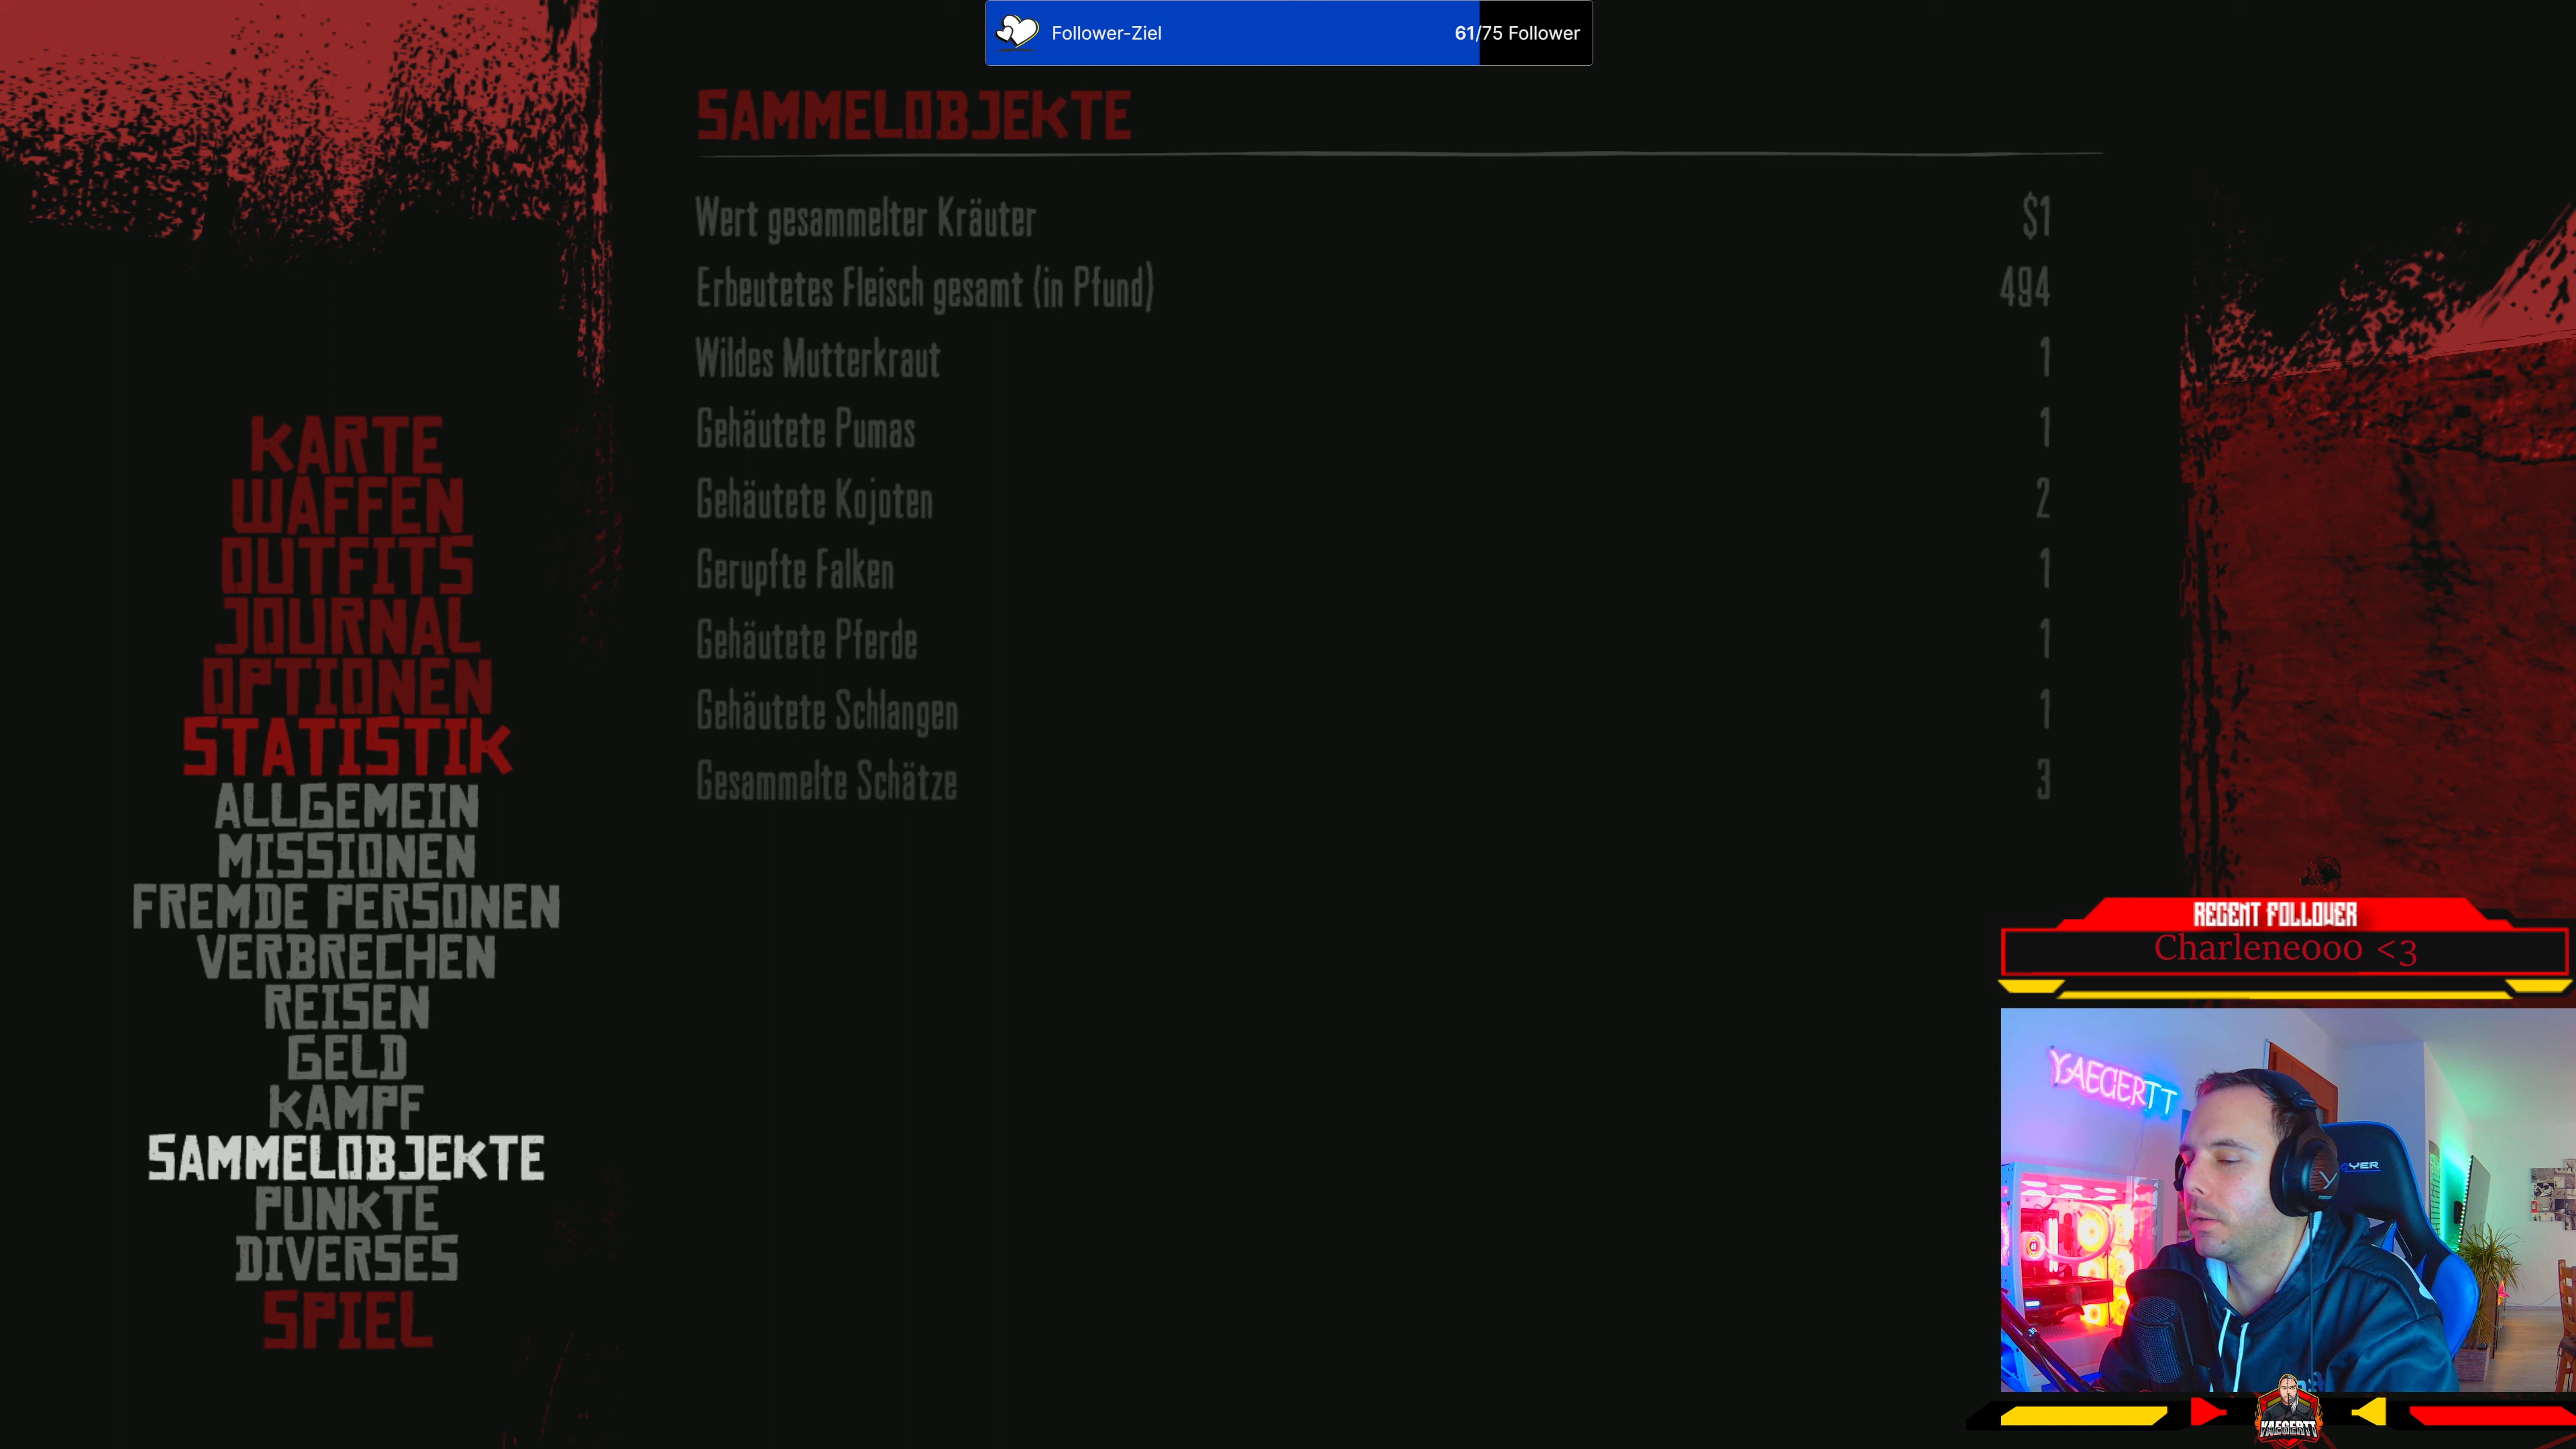 Follower-Ziel 61/75 Follower
SAMMELOBJEKTE
Wert gesammelter Kräuter $1
Erbeutetes Fleisch gesamt (in Pfund) 494
Wildes Mutterkraut 1
Gehäutete Pumas 1
Gehäutete Kojoten 2
Gerupfte Falken 1
Gehäutete Pferde 1
Gehäutete Schlangen 1
Gesammelte Schätze 3
KARTE
WAFFEN
OUTFITS
JOURNAL
OPTIONEN
STATISTIK
ALLGEMEIN
MISSIONEN
FREMDE PERSONEN
VERBRECHEN
REISEN
GELD
KAMPF
SAMMELOBJEKTE
PUNKTE
DIVERSES
SPIEL
RECENT FOLLOWER
Charleneooo <3
YAEGERTT
YAEGERTT